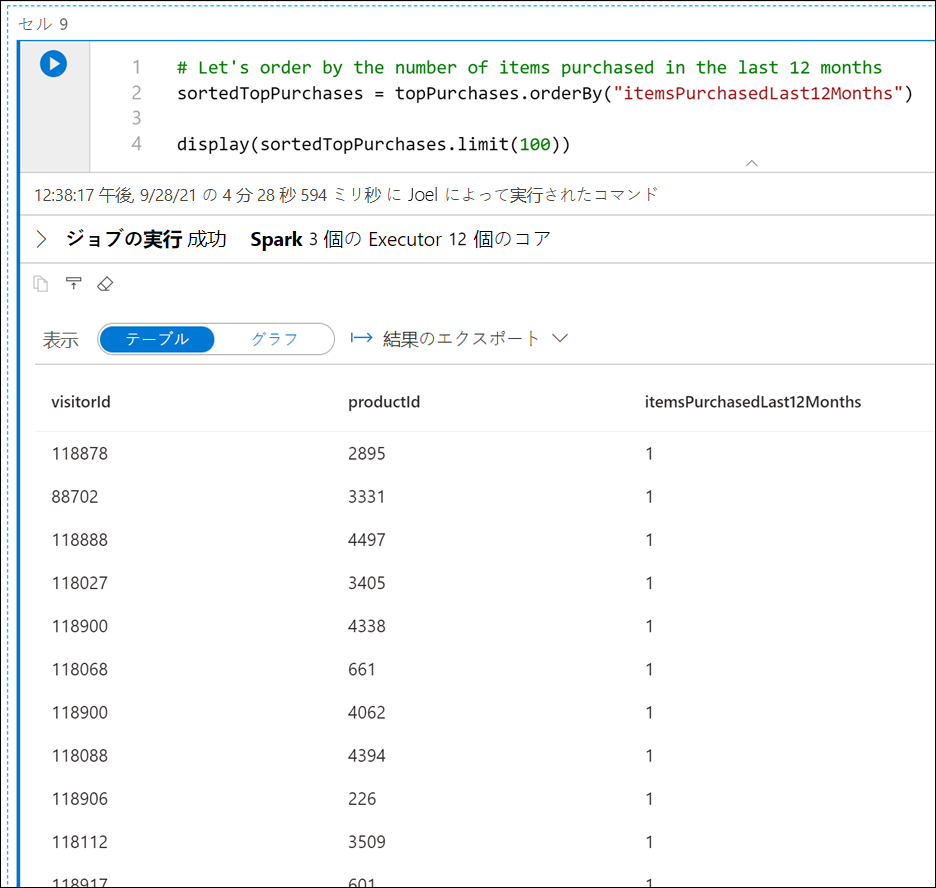 セル 9
1 # Let's order by the number of items purchased in the last 12 months
2 sortedTopPurchases = topPurchases.orderBy("itemsPurchasedLast12Months")
3
4 display(sortedTopPurchases.limit(100))
12:38:17 午後, 9/28/21 の 4 分 28 秒 594 ミリ秒 に Joel によって実行されたコマンド
ジョブの実行 成功 Spark 3 個の Executor 12 個のコア
表示 テーブル グラフ 結果のエクスポート
visitorId productId itemsPurchasedLast12Months
118878 2895 1
88702 3331 1
118888 4497 1
118027 3405 1
118900 4338 1
118068 661 1
118900 4062 1
118088 4394 1
118906 226 1
118112 3509 1
118917 601 1